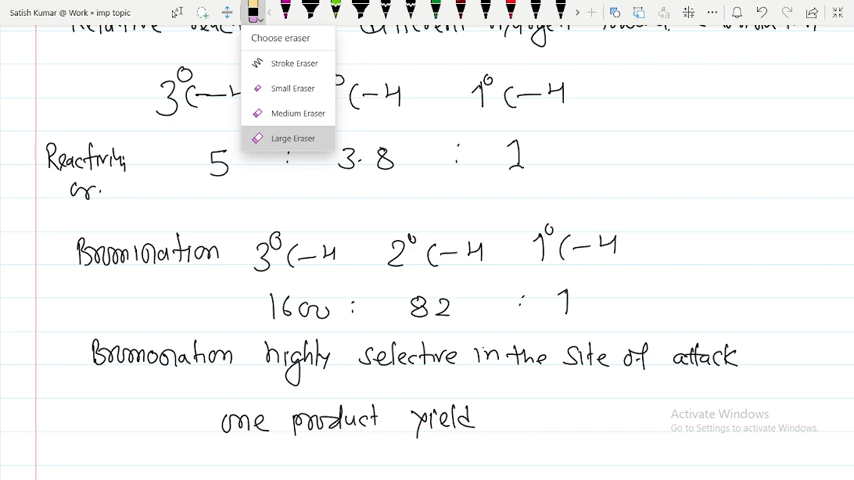 Satish Kumar @ Work » imp topic
Choose eraser
Stroke Eraser
Small Eraser
Medium Eraser
Large Eraser
3° C-H 1° C-H
Reactivity 5 : 3.8 : 1
Bromination 3° C-H 2° C-H 1° C-H
1600 : 82 : 1
highly selective in the site of attack
one product yield
Activate Windows
Go to Settings to activate Windows.